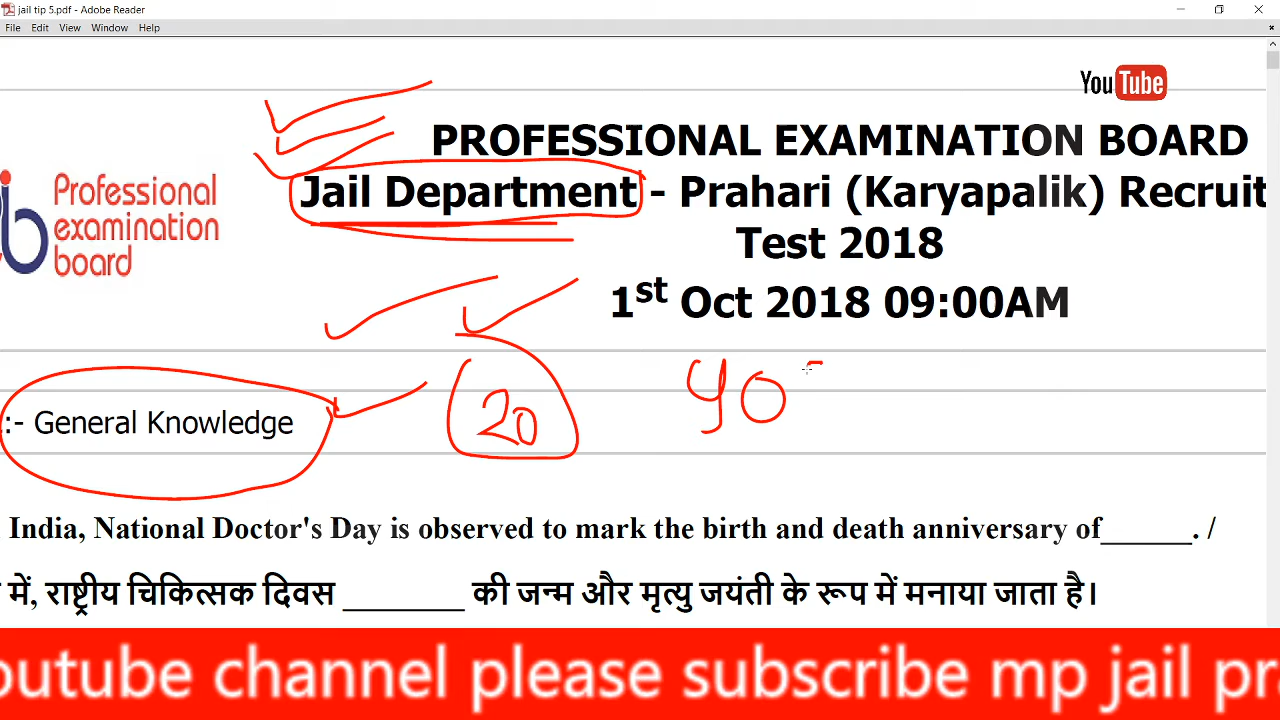 jail tip 5.pdf - Adobe Reader
File Edit View Window Help
YouTube
PROFESSIONAL EXAMINATION BOARD
Professional
examination
board
Jail Department - Prahari (Karyapalik) Recruit
Test 2018
1st Oct 2018 09:00AM
:- General Knowledge
20
90
India, National Doctor's Day is observed to mark the birth and death anniversary of______. /
में, राष्ट्रीय चिकित्सक दिवस ________ की जन्म और मृत्यु जयंती के रूप में मनाया जाता है।
outube channel please subscribe mp jail pr